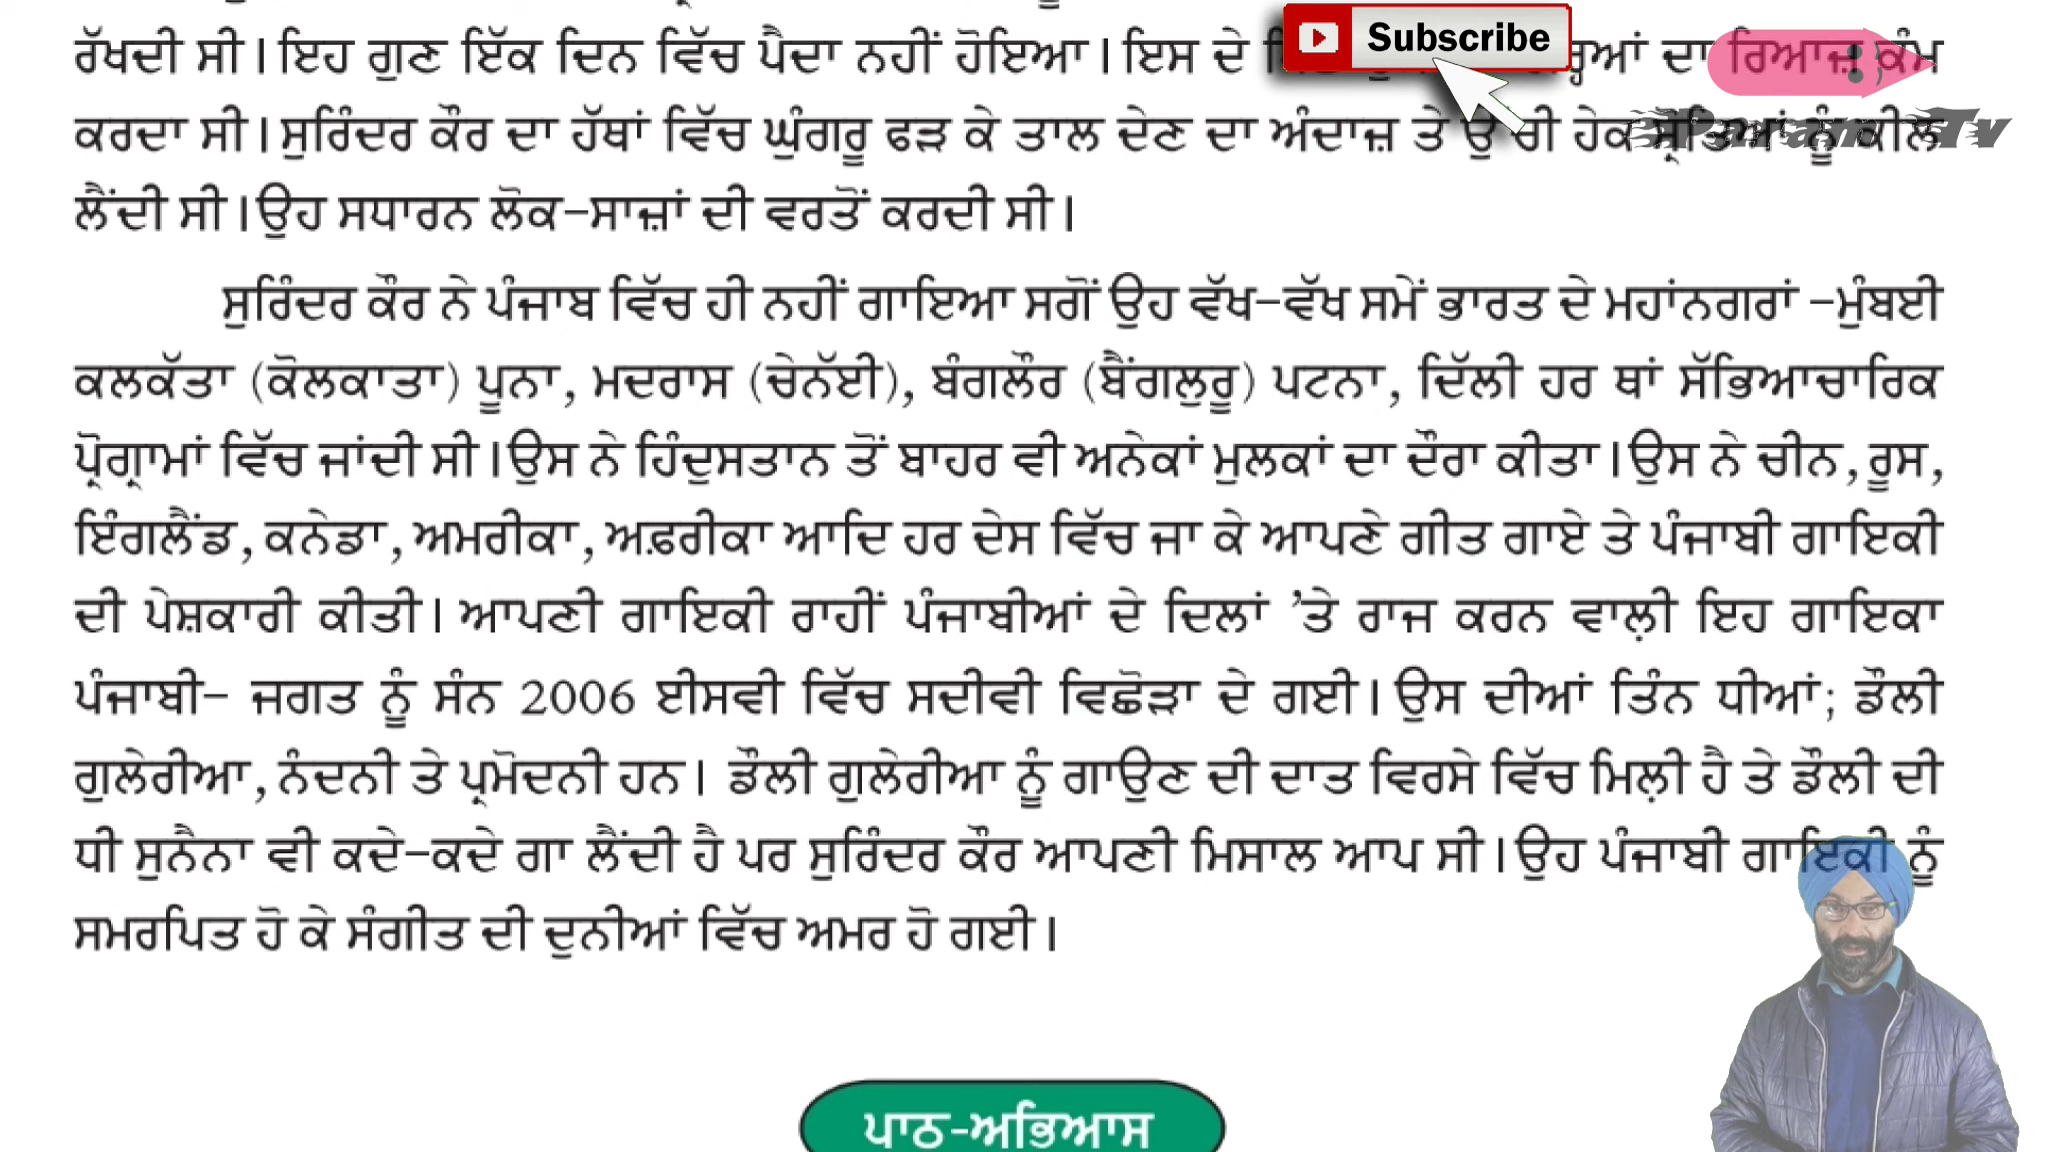 ਰੱਖਦੀ ਸੀ। ਇਹ ਗੁਣ ਇੱਕ ਦਿਨ ਵਿੱਚ ਪੈਦਾ ਨਹੀਂ ਹੋਇਆ। ਇਸ ਦੇ ਦਾ ਰਿਆਜ਼ ਕੰਮ
Subscribe
ਕਰਦਾ ਸੀ। ਸੁਰਿੰਦਰ ਕੌਰ ਦਾ ਹੱਥਾਂ ਵਿੱਚ ਘੁੰਗਰੂ ਫੜ ਕੇ ਤਾਲ ਦੇਣ ਦਾ ਅੰਦਾਜ਼ ਤੇ ਉੱਚੀ ਹੇਕ ਸ੍ਰੋਤਿਆਂ ਨੂੰ ਕੀਲ
Param Tv
ਲੈਂਦੀ ਸੀ। ਉਹ ਸਧਾਰਨ ਲੋਕ-ਸਾਜ਼ਾਂ ਦੀ ਵਰਤੋਂ ਕਰਦੀ ਸੀ।
ਸੁਰਿੰਦਰ ਕੌਰ ਨੇ ਪੰਜਾਬ ਵਿੱਚ ਹੀ ਨਹੀਂ ਗਾਇਆ ਸਗੋਂ ਉਹ ਵੱਖ-ਵੱਖ ਸਮੇਂ ਭਾਰਤ ਦੇ ਮਹਾਂਨਗਰਾਂ -ਮੁੰਬਈ
ਕਲਕੱਤਾ (ਕੋਲਕਾਤਾ) ਪੂਨਾ, ਮਦਰਾਸ (ਚੇਨੱਈ), ਬੰਗਲੌਰ (ਬੈਂਗਲੁਰੂ) ਪਟਨਾ, ਦਿੱਲੀ ਹਰ ਥਾਂ ਸੱਭਿਆਚਾਰਿਕ
ਪ੍ਰੋਗ੍ਰਾਮਾਂ ਵਿੱਚ ਜਾਂਦੀ ਸੀ। ਉਸ ਨੇ ਹਿੰਦੁਸਤਾਨ ਤੋਂ ਬਾਹਰ ਵੀ ਅਨੇਕਾਂ ਮੁਲਕਾਂ ਦਾ ਦੌਰਾ ਕੀਤਾ। ਉਸ ਨੇ ਚੀਨ, ਰੂਸ,
ਇੰਗਲੈਂਡ, ਕਨੇਡਾ, ਅਮਰੀਕਾ, ਅਫ਼ਰੀਕਾ ਆਦਿ ਹਰ ਦੇਸ ਵਿੱਚ ਜਾ ਕੇ ਆਪਣੇ ਗੀਤ ਗਾਏ ਤੇ ਪੰਜਾਬੀ ਗਾਇਕੀ
ਦੀ ਪੇਸ਼ਕਾਰੀ ਕੀਤੀ। ਆਪਣੀ ਗਾਇਕੀ ਰਾਹੀਂ ਪੰਜਾਬੀਆਂ ਦੇ ਦਿਲਾਂ ’ਤੇ ਰਾਜ ਕਰਨ ਵਾਲ਼ੀ ਇਹ ਗਾਇਕਾ
ਪੰਜਾਬੀ- ਜਗਤ ਨੂੰ ਸੰਨ 2006 ਈਸਵੀ ਵਿੱਚ ਸਦੀਵੀ ਵਿਛੋੜਾ ਦੇ ਗਈ। ਉਸ ਦੀਆਂ ਤਿੰਨ ਧੀਆਂ; ਡੌਲੀ
ਗੁਲੇਰੀਆ, ਨੰਦਨੀ ਤੇ ਪ੍ਰਮੋਦਨੀ ਹਨ। ਡੌਲੀ ਗੁਲੇਰੀਆ ਨੂੰ ਗਾਉਣ ਦੀ ਦਾਤ ਵਿਰਸੇ ਵਿੱਚ ਮਿਲ਼ੀ ਹੈ ਤੇ ਡੌਲੀ ਦੀ
ਧੀ ਸੁਨੈਨਾ ਵੀ ਕਦੇ-ਕਦੇ ਗਾ ਲੈਂਦੀ ਹੈ ਪਰ ਸੁਰਿੰਦਰ ਕੌਰ ਆਪਣੀ ਮਿਸਾਲ ਆਪ ਸੀ। ਉਹ ਪੰਜਾਬੀ ਗਾਇਕੀ ਨੂੰ
ਸਮਰਪਿਤ ਹੋ ਕੇ ਸੰਗੀਤ ਦੀ ਦੁਨੀਆਂ ਵਿੱਚ ਅਮਰ ਹੋ ਗਈ।
ਪਾਠ-ਅਭਿਆਸ